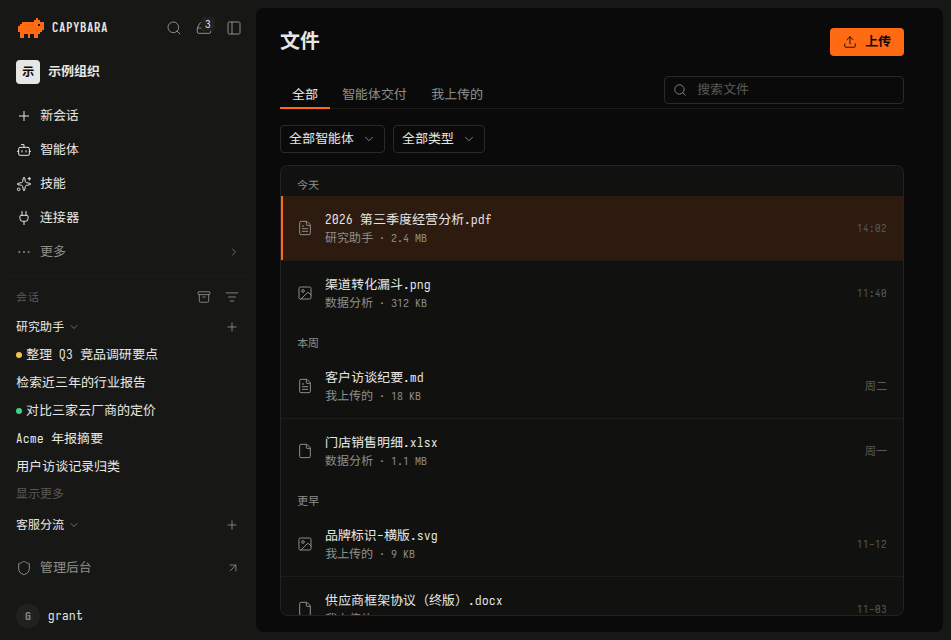 CAPYBARA
3
示 示例组织
新会话
智能体
技能
连接器
更多
会话
研究助手
整理 Q3 竞品调研要点
检索近三年的行业报告
对比三家云厂商的定价
Acme 年报摘要
用户访谈记录归类
显示更多
客服分流
管理后台
G grant
文件
上传
全部 智能体交付 我上传的
搜索文件
全部智能体 全部类型
今天
2026 第三季度经营分析.pdf
研究助手 · 2.4 MB
14:02
渠道转化漏斗.png
数据分析 · 312 KB
11:40
本周
客户访谈纪要.md
我上传的 · 18 KB
周二
门店销售明细.xlsx
数据分析 · 1.1 MB
周一
更早
品牌标识-横版.svg
我上传的 · 9 KB
11-12
供应商框架协议（终版）.docx
11-03